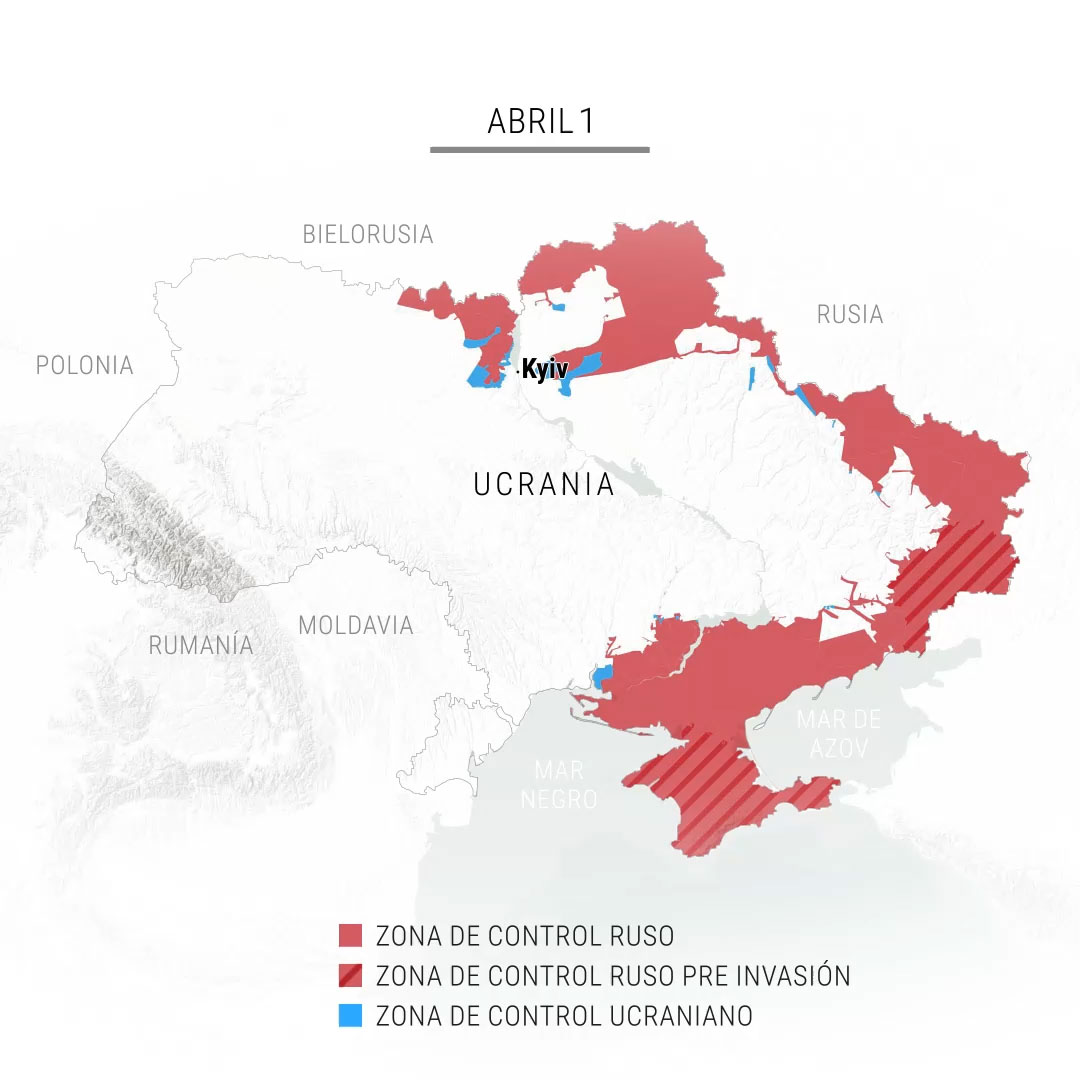 ABRIL 1
BIELORUSIA
RUSIA
POLONIA
Kyiv
UCRANIA
MOLDAVIA
RUMANÍA
MAR DE
AZOV
MAR
NEGRO
ZONA DE CONTROL RUSO
ZONA DE CONTROL RUSO PRE INVASIÓN
ZONA DE CONTROL UCRANIANO